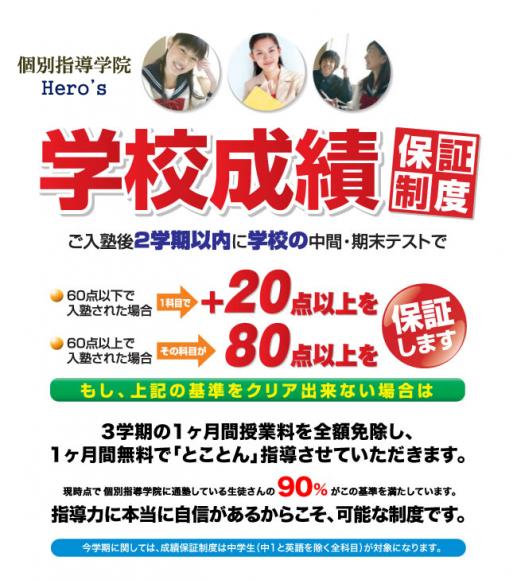 個別指導学院
Hero's
学校成績
保証
制度
ご入塾後2学期以内に学校の中間・期末テストで
60点以下で
入塾された場合
1科目で
+20点以上を
60点以上で
入塾された場合
その科目が
80点以上を
保証
します
もし、上記の基準をクリア出来ない場合は
3学期の1ヶ月間授業料を全額免除し、
1ヶ月間無料で「とことん」指導させていただきます。
現時点で個別指導学院に通塾している生徒さんの90%がこの基準を満たしています。
指導力に本当に自信があるからこそ、可能な制度です。
今学期に関しては、成績保証制度は中学生(中1と英語を除く全科目)が対象になります。